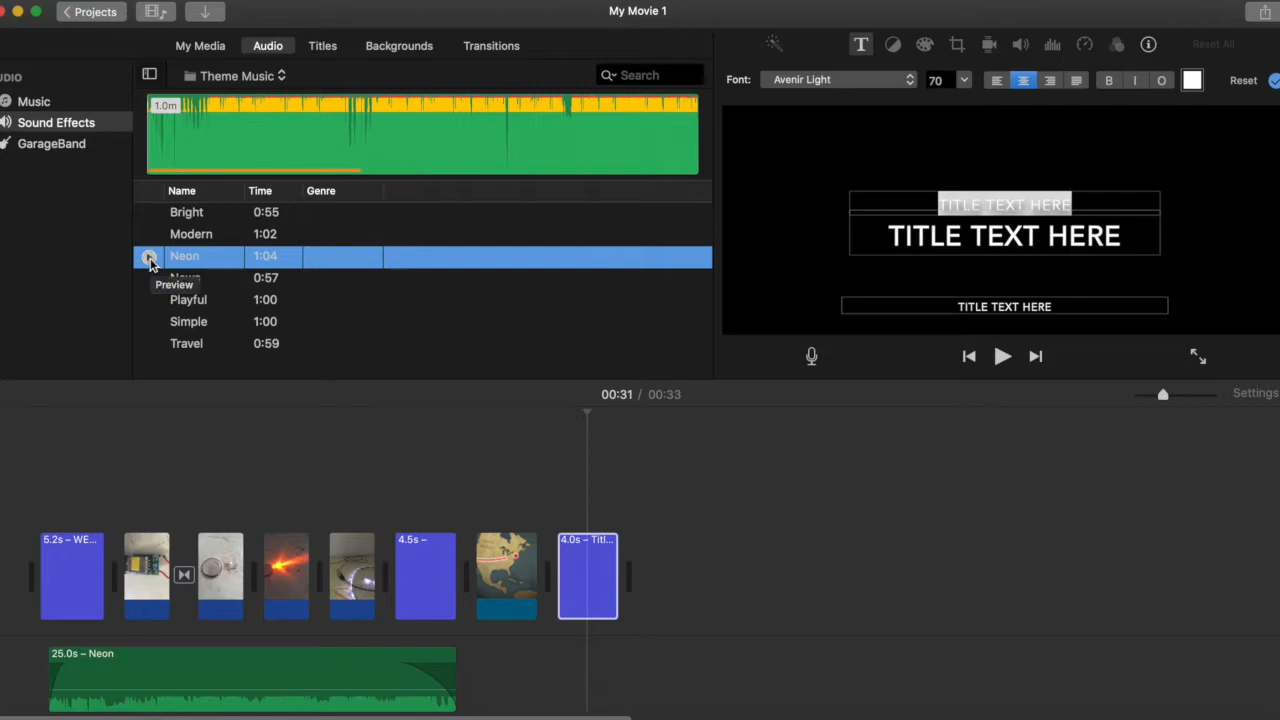 Projects
My Movie 1
My Media
Audio
Titles
Backgrounds
Transitions
Reset All
UDIO
Theme Music
Search
Font:
Avenir Light
70
B
I
O
Reset
Music
Sound Effects
GarageBand
1.0m
Name Time Genre
Bright 0:55
Modern 1:02
Neon 1:04
News 0:57
Preview
Playful 1:00
Simple 1:00
Travel 0:59
TITLE TEXT HERE
TITLE TEXT HERE
TITLE TEXT HERE
00:31 / 00:33
Settings
5.2s – WE...
4.5s –
4.0s – Titl...
25.0s – Neon